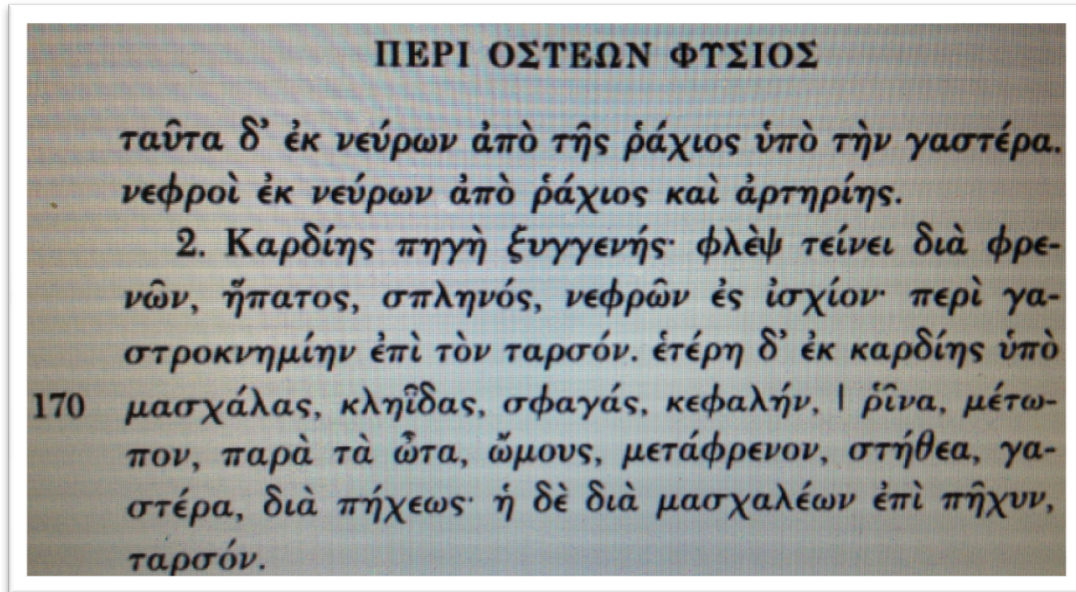 ΠΕΡΙ ΟΣΤΕΩΝ ΦΥΣΙΟΣ
ταῦτα δ’ ἐκ νεύρων ἀπὸ τῆς ῥάχιος ὑπὸ τὴν γαστέρα.
νεφροὶ ἐκ νεύρων ἀπὸ ῥάχιος καὶ ἀρτηρίης.
2. Καρδίης πηγὴ ξυγγενής· φλὲψ τείνει διὰ φρε-
νῶν, ἥπατος, σπληνός, νεφρῶν ἐς ἰσχίον· περὶ γα-
στροκνημίην ἐπὶ τὸν ταρσόν. ἑτέρη δ’ ἐκ καρδίης ὑπὸ
170 μασχάλας, κληῗδας, σφαγάς, κεφαλήν, | ῥῖνα, μέτω-
πον, παρὰ τὰ ὦτα, ὤμους, μετάφρενον, στήθεα, γα-
στέρα, διὰ πήχεως· ἡ δὲ διὰ μασχαλέων ἐπὶ πῆχυν,
ταρσόν.